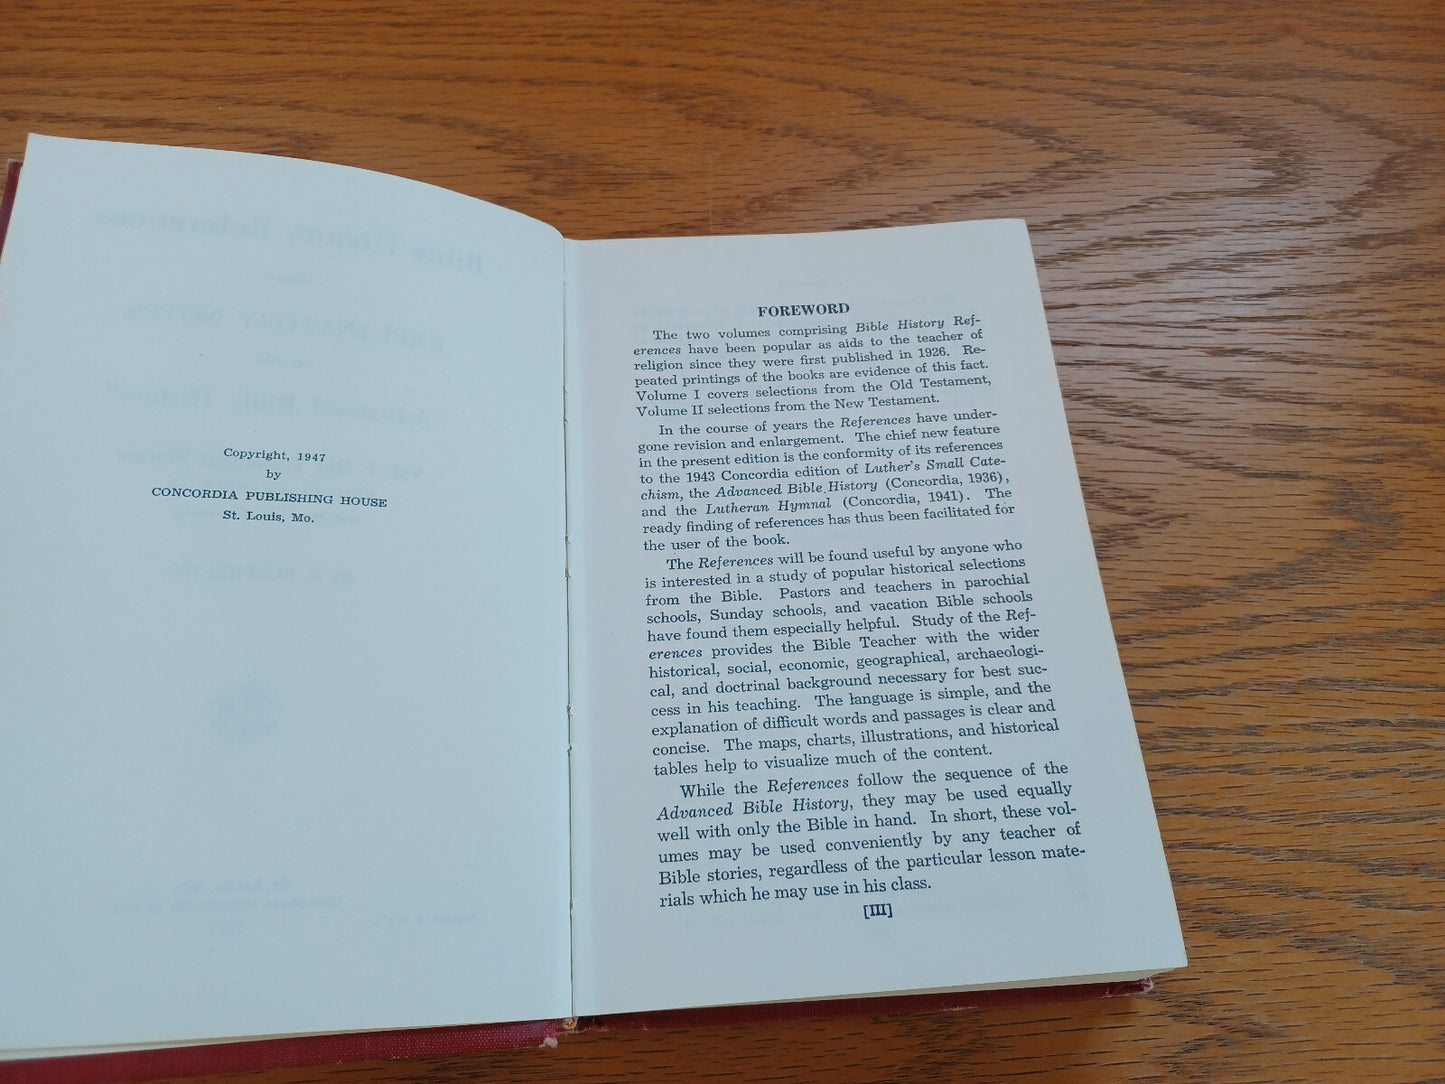 Copyright, 1947
by
CONCORDIA PUBLISHING HOUSE
St. Louis, Mo.
FOREWORD
The two volumes comprising Bible History Ref-
erences have been popular as aids to the teacher of
religion since they were first published in 1926. Re-
peated printings of the books are evidence of this fact.
Volume I covers selections from the Old Testament,
Volume II selections from the New Testament.
In the course of years the References have under-
gone revision and enlargement. The chief new feature
in the present edition is the conformity of its references
to the 1943 Concordia edition of Luther's Small Cate-
chism, the Advanced Bible History (Concordia, 1936),
and the Lutheran Hymnal (Concordia, 1941). The
ready finding of references has thus been facilitated for
the user of the book.
The References will be found useful by anyone who
is interested in a study of popular historical selections
from the Bible. Pastors and teachers in parochial
schools, Sunday schools, and vacation Bible schools
have found them especially helpful. Study of the Ref-
erences provides the Bible Teacher with the wider
historical, social, economic, geographical, archaeologi-
cal, and doctrinal background necessary for best suc-
cess in his teaching. The language is simple, and the
explanation of difficult words and passages is clear and
concise. The maps, charts, illustrations, and historical
tables help to visualize much of the content.
While the References follow the sequence of the
Advanced Bible History, they may be used equally
well with only the Bible in hand. In short, these vol-
umes may be used conveniently by any teacher of
Bible stories, regardless of the particular lesson mate-
rials which he may use in his class.
[III]